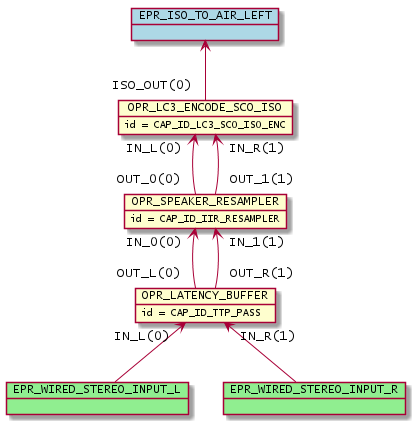 EPR_ISO_TO_AIR_LEFT
ISO_OUT(0)
OPR_LC3_ENCODE_SCO_ISO
id = CAP_ID_LC3_SCO_ISO_ENC
IN_L(0) IN_R(1)
OUT_0(0) OUT_1(1)
OPR_SPEAKER_RESAMPLER
id = CAP_ID_IIR_RESAMPLER
IN_0(0) IN_1(1)
OUT_L(0) OUT_R(1)
OPR_LATENCY_BUFFER
id = CAP_ID_TTP_PASS
IN_L(0) IN_R(1)
EPR_WIRED_STEREO_INPUT_L EPR_WIRED_STEREO_INPUT_R